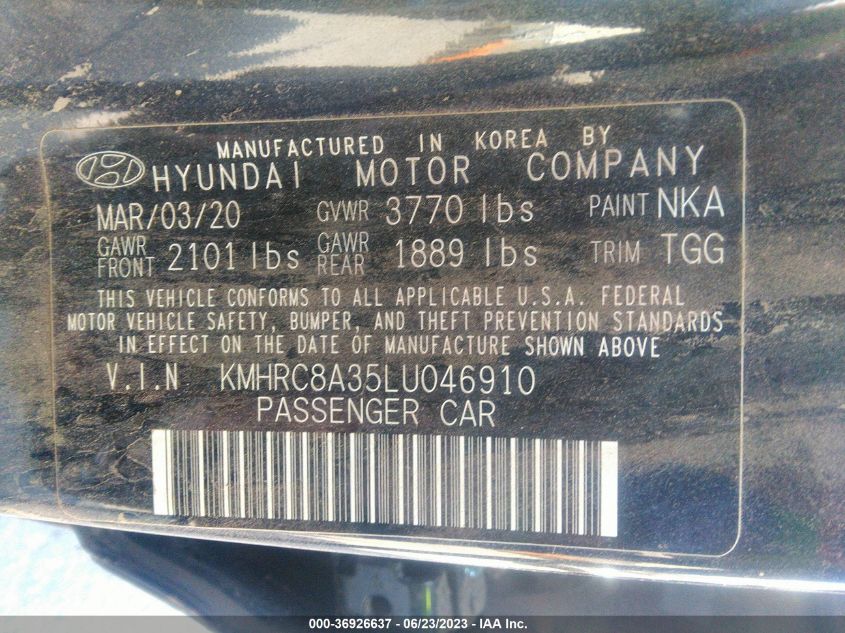 MANUFACTURED IN KOREA BY
HYUNDAI MOTOR COMPANY
MAR/03/20 GVWR 3770 lbs PAINT NKA
GAWR FRONT 2101 lbs GAWR REAR 1889 lbs TRIM TGG
THIS VEHICLE CONFORMS TO ALL APPLICABLE U.S.A. FEDERAL
MOTOR VEHICLE SAFETY, BUMPER, AND THEFT PREVENTION STANDARDS
IN EFFECT ON THE DATE OF MANUFACTURE SHOWN ABOVE
V.I.N KMHRC8A35LU046910
PASSENGER CAR
000-36926637 - 06/23/2023 - IAA Inc.